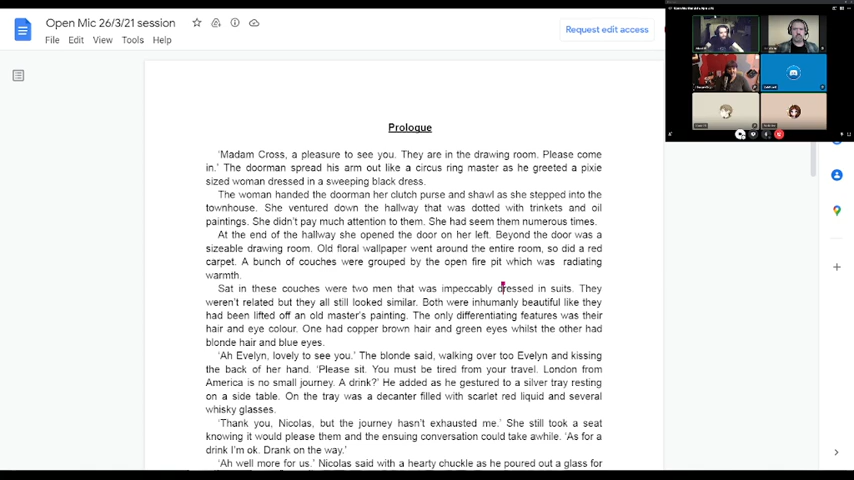 Open Mic 26/3/21 session
File Edit View Tools Help
Request edit access
Prologue
'Madam Cross, a pleasure to see you. They are in the drawing room. Please come
in.' The doorman spread his arm out like a circus ring master as he greeted a pixie
sized woman dressed in a sweeping black dress.
The woman handed the doorman her clutch purse and shawl as she stepped into the
townhouse. She ventured down the hallway that was dotted with trinkets and oil
paintings. She didn't pay much attention to them. She had seem them numerous times.
At the end of the hallway she opened the door on her left. Beyond the door was a
sizeable drawing room. Old floral wallpaper went around the entire room, so did a red
carpet. A bunch of couches were grouped by the open fire pit which was radiating
warmth.
Sat in these couches were two men that was impeccably dressed in suits. They
weren't related but they all still looked similar. Both were inhumanly beautiful like they
had been lifted off an old master's painting. The only differentiating features was their
hair and eye colour. One had copper brown hair and green eyes whilst the other had
blonde hair and blue eyes.
'Ah Evelyn, lovely to see you.' The blonde said, walking over too Evelyn and kissing
the back of her hand. 'Please sit. You must be tired from your travel. London from
America is no small journey. A drink?' He added as he gestured to a silver tray resting
on a side table. On the tray was a decanter filled with scarlet red liquid and several
whisky glasses.
'Thank you, Nicolas, but the journey hasn't exhausted me.' She still took a seat
knowing it would please them and the ensuing conversation could take awhile. 'As for a
drink I'm ok. Drank on the way.'
'Ah well more for us.' Nicolas said with a hearty chuckle as he poured out a glass for